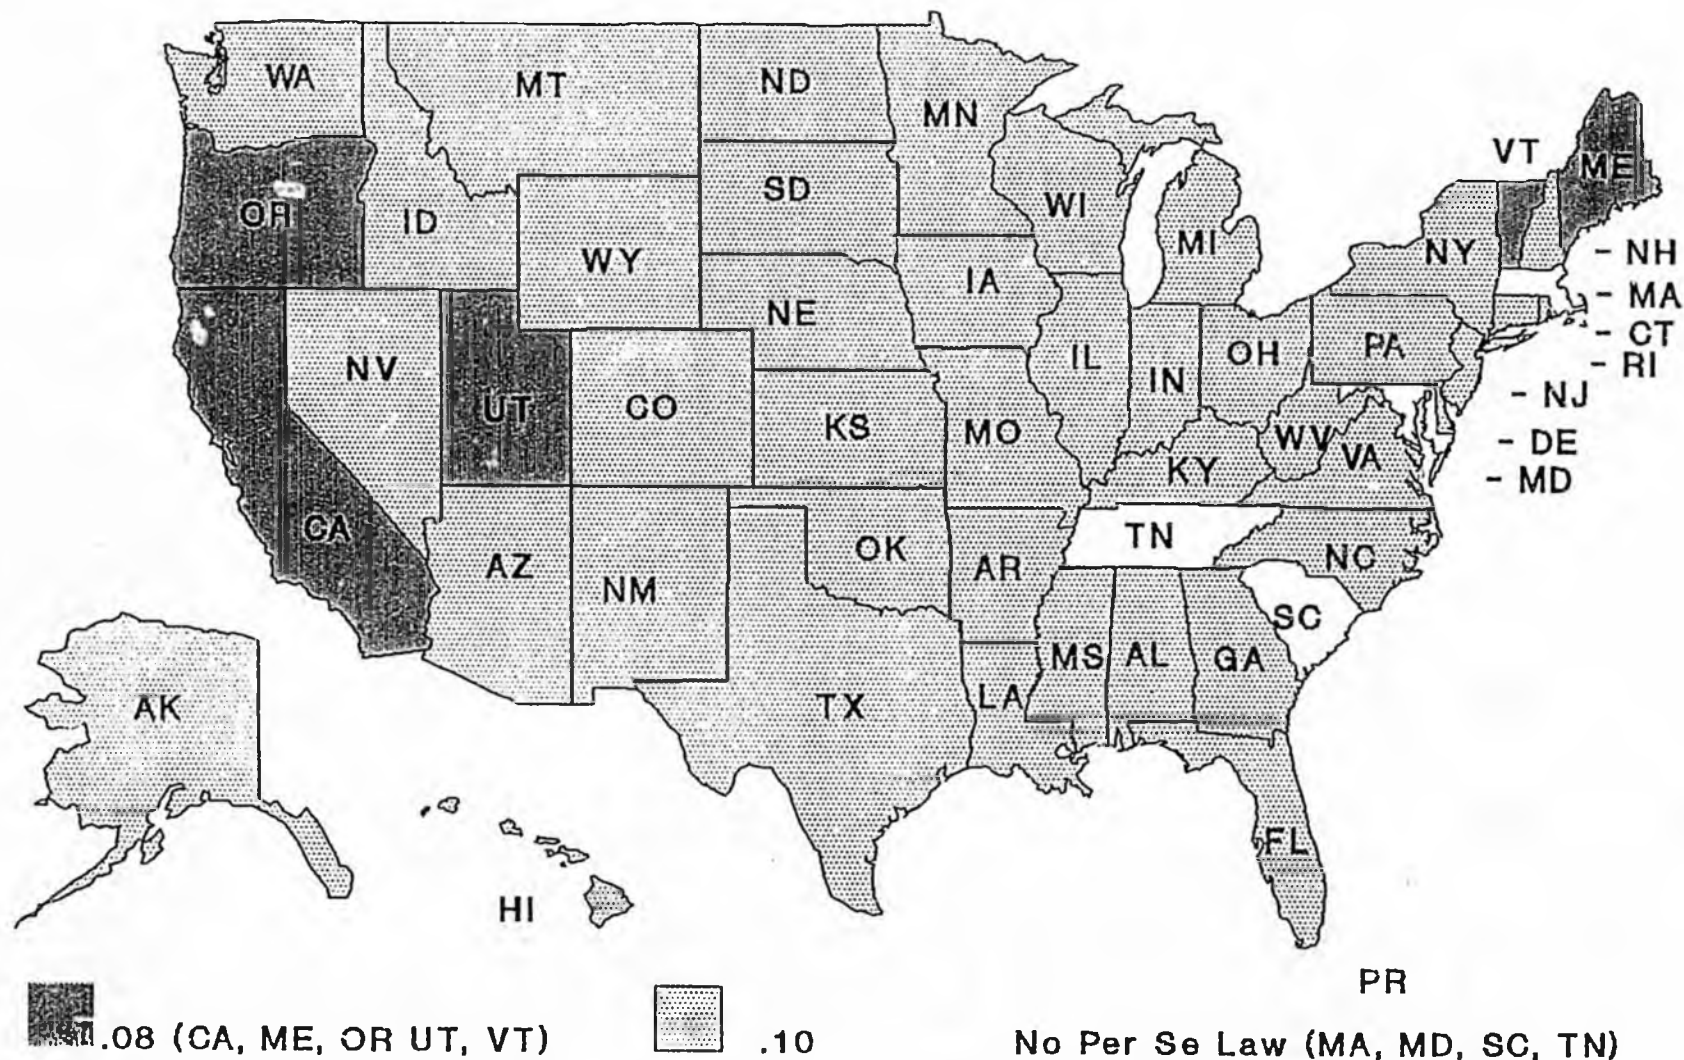 WA
MT
ND
MN
VT
ME
OR
ID
SD
WI
MI
NY
- NH
WY
IA
- MA
NE
- CT
NV
IL
IN
OH
PA
- RI
UT
CO
KS
MO
WV
VA
- NJ
KY
- DE
- MD
CA
AZ
NM
OK
AR
TN
NC
SC
MS
AL
GA
AK
TX
LA
FL
HI
PR
.08 (CA, ME, OR UT, VT)
.10
No Per Se Law (MA, MD, SC, TN)